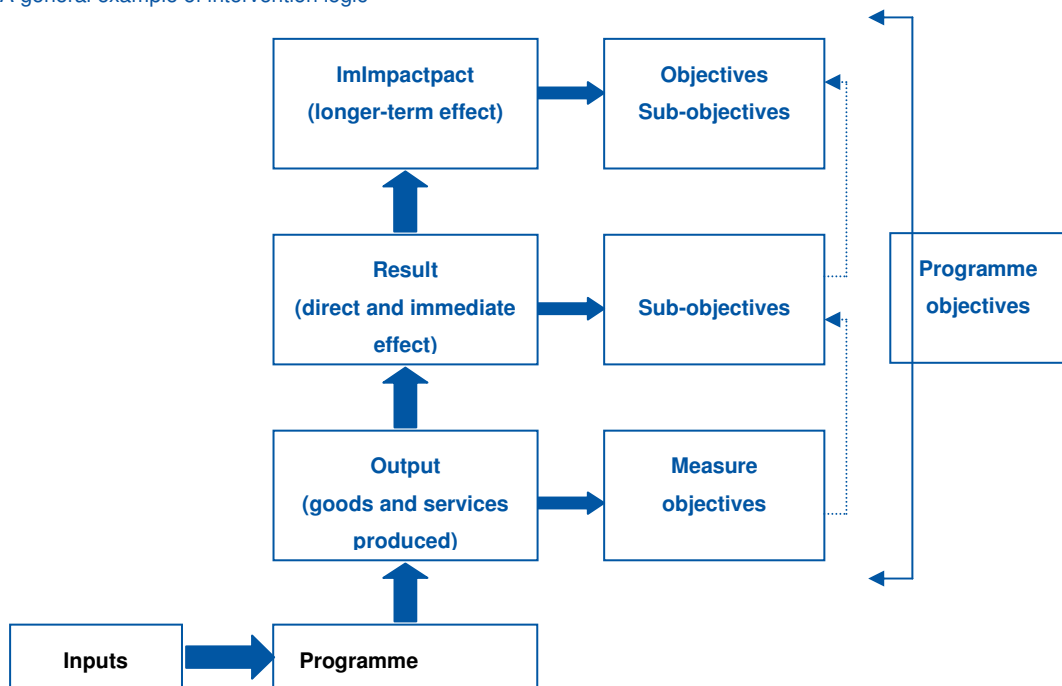 A general example of intervention logic
ImImpactpact
(longer-term effect)
Objectives
Sub-objectives
Result
(direct and immediate
effect)
Sub-objectives
Programme
objectives
Output
(goods and services
produced)
Measure
objectives
Inputs
Programme